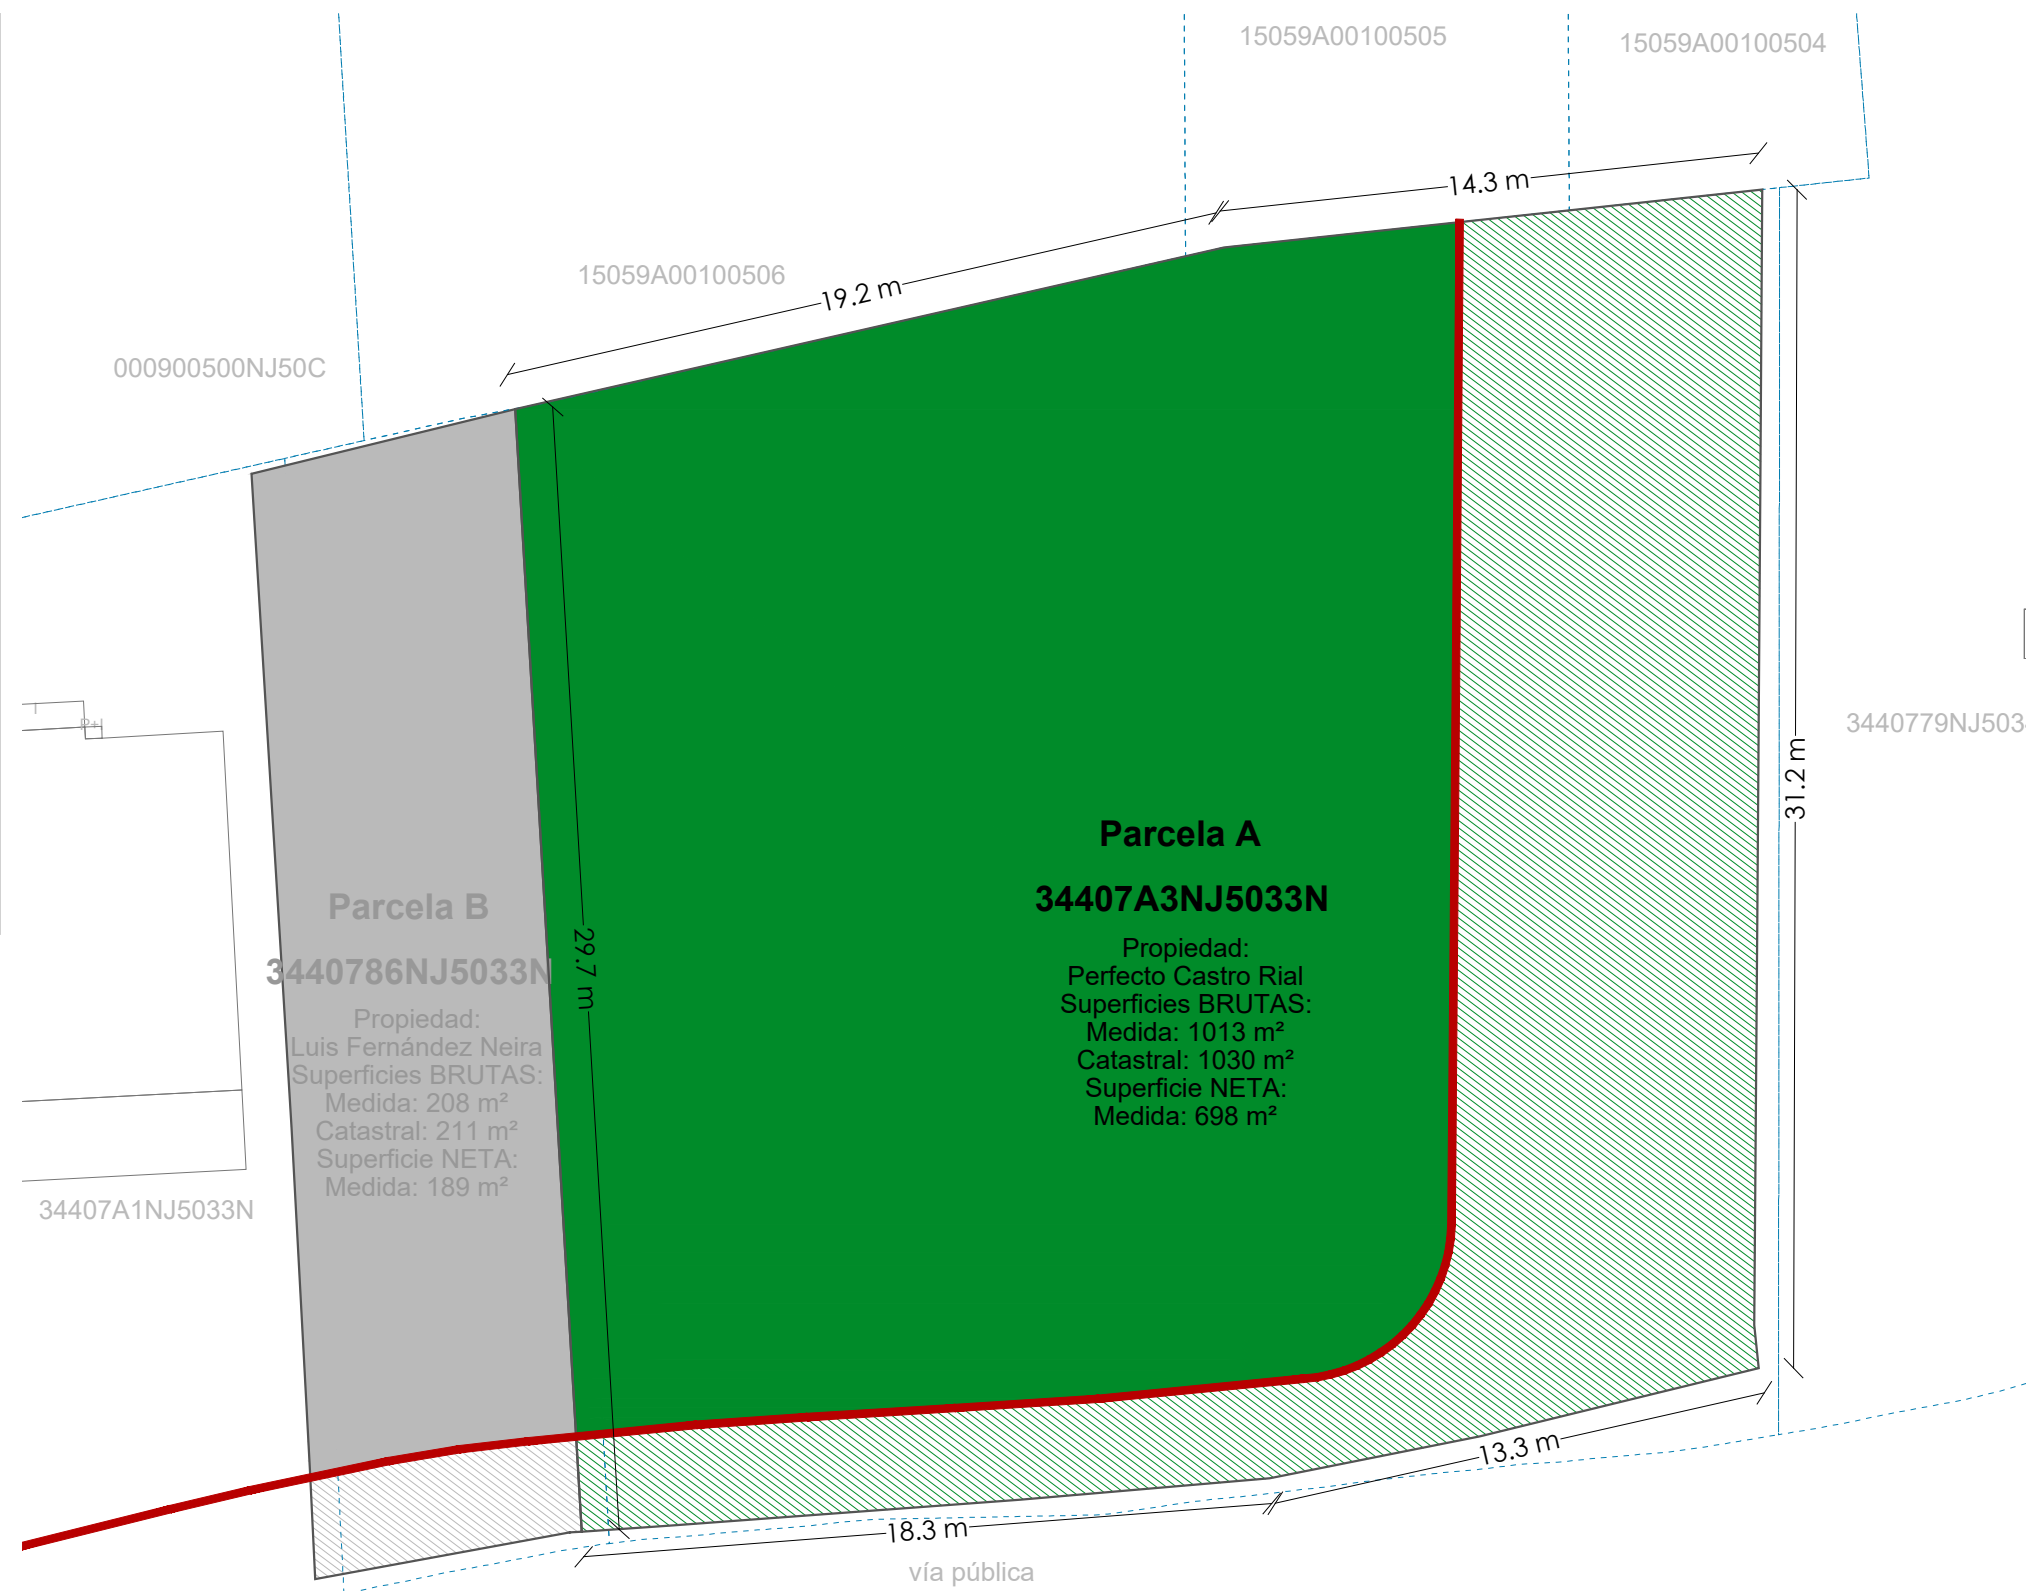 15059A00100505
15059A00100504
14.3 m
15059A00100506
19.2 m
000900500NJ50C
I
P+I
3440779NJ503
31.2 m
Parcela A
34407A3NJ5033N
Propiedad:
Perfecto Castro Rial
Superficies BRUTAS:
Medida: 1013 m²
Catastral: 1030 m²
Superficie NETA:
Medida: 698 m²
Parcela B
3440786NJ5033N
Propiedad:
Luis Fernández Neira
Superficies BRUTAS:
Medida: 208 m²
Catastral: 211 m²
Superficie NETA:
Medida: 189 m²
29.7 m
34407A1NJ5033N
13.3 m
18.3 m
vía pública